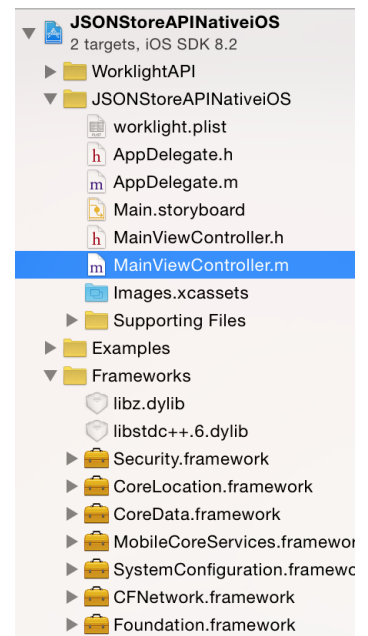 JSONStoreAPINativeiOS
2 targets, iOS SDK 8.2
WorklightAPI
JSONStoreAPINativeiOS
worklight.plist
AppDelegate.h
AppDelegate.m
Main.storyboard
MainViewController.h
MainViewController.m
Images.xcassets
Supporting Files
Examples
Frameworks
libz.dylib
libstdc++.6.dylib
Security.framework
CoreLocation.framework
CoreData.framework
MobileCoreServices.framewor
SystemConfiguration.framewo
CFNetwork.framework
Foundation.framework